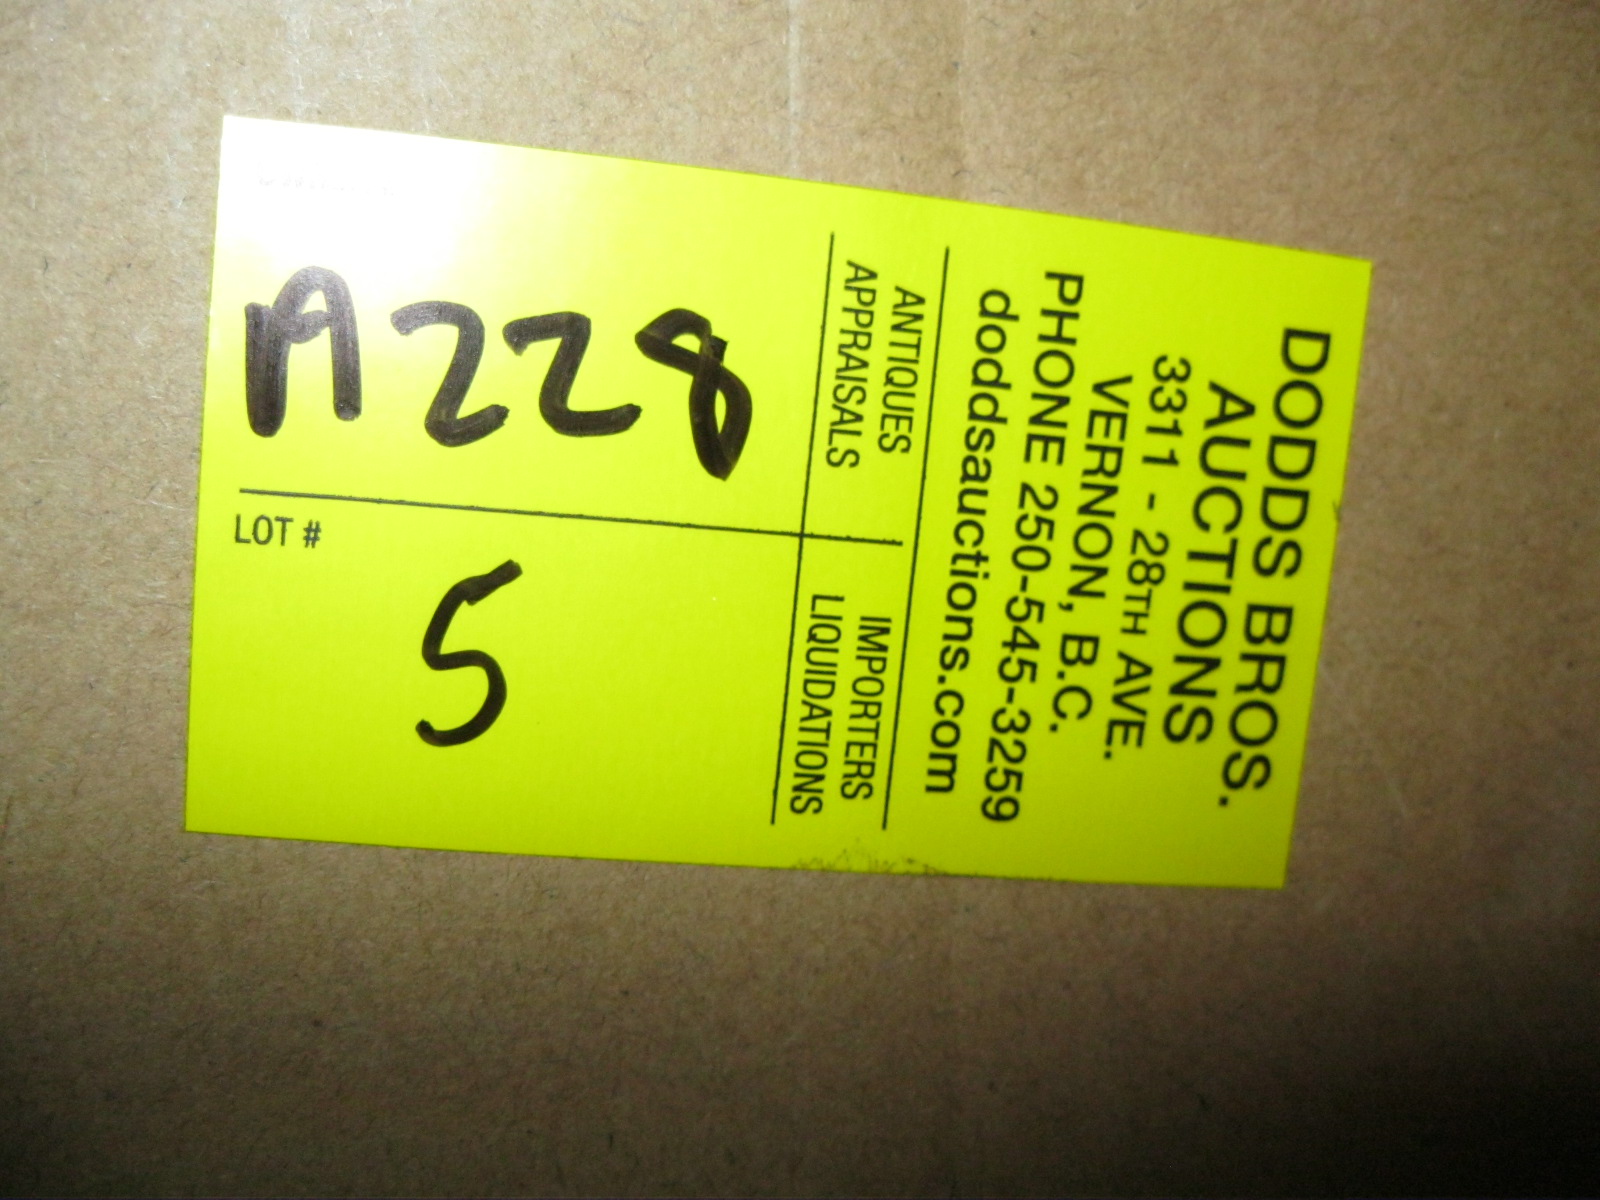 DODDS BROS.
AUCTIONS
3311 - 28TH AVE.
VERNON, B.C.
PHONE 250-545-3259
doddsauctions.com
ANTIQUES
APPRAISALS
IMPORTERS
LIQUIDATIONS
A228
LOT #
5